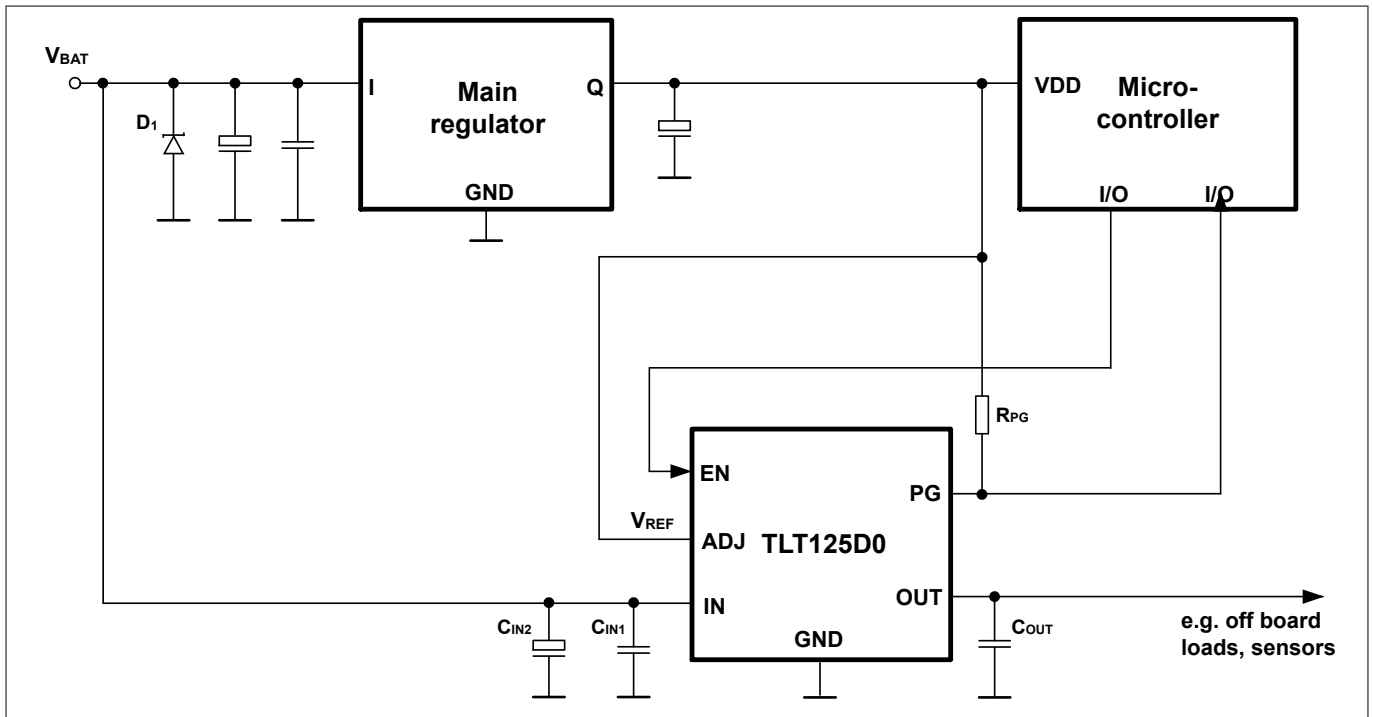 VBAT
I
Main
regulator
Q
GND
D1
VDD
Micro-
controller
I/O
I/O
RPG
EN
PG
VREF
ADJ
TLT125D0
IN
OUT
GND
CIN2
CIN1
COUT
e.g. off board
loads, sensors